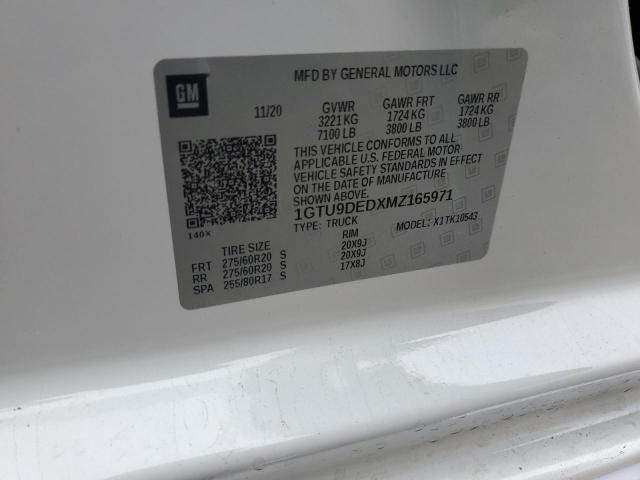 MFD BY GENERAL MOTORS LLC
GM
11/20 GVWR GAWR FRT GAWR RR
3221 KG 1724 KG 1724 KG
7100 LB 3800 LB 3800 LB
THIS VEHICLE CONFORMS TO ALL
APPLICABLE U.S. FEDERAL MOTOR
VEHICLE SAFETY STANDARDS IN EFFECT
ON THE DATE OF MANUFACTURE
SHOWN ABOVE.
1GTU9DEDXMZ165971
TYPE: TRUCK MODEL: X1TK10543
140X
TIRE SIZE RIM
FRT 275/60R20 S 20X9J
RR 275/60R20 S 20X9J
SPA 255/80R17 S 17X8J